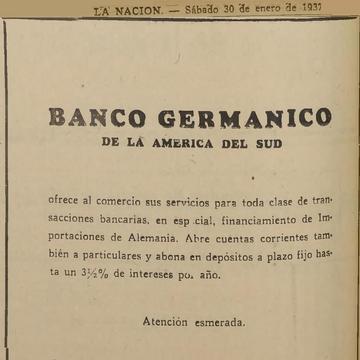 LA NACION. — Sábado 30 de enero de 1937
BANCO GERMANICO
DE LA AMERICA DEL SUD
ofrece al comercio sus servicios para toda clase de tran-
sacciones bancarias, en esp cial, financiamiento de Im-
portaciones de Alemania. Abre cuentas corrientes tam-
bién a particulares y abona en depósitos a plazo fijo has-
ta un 3½% de intereses por año.
Atención esmerada.